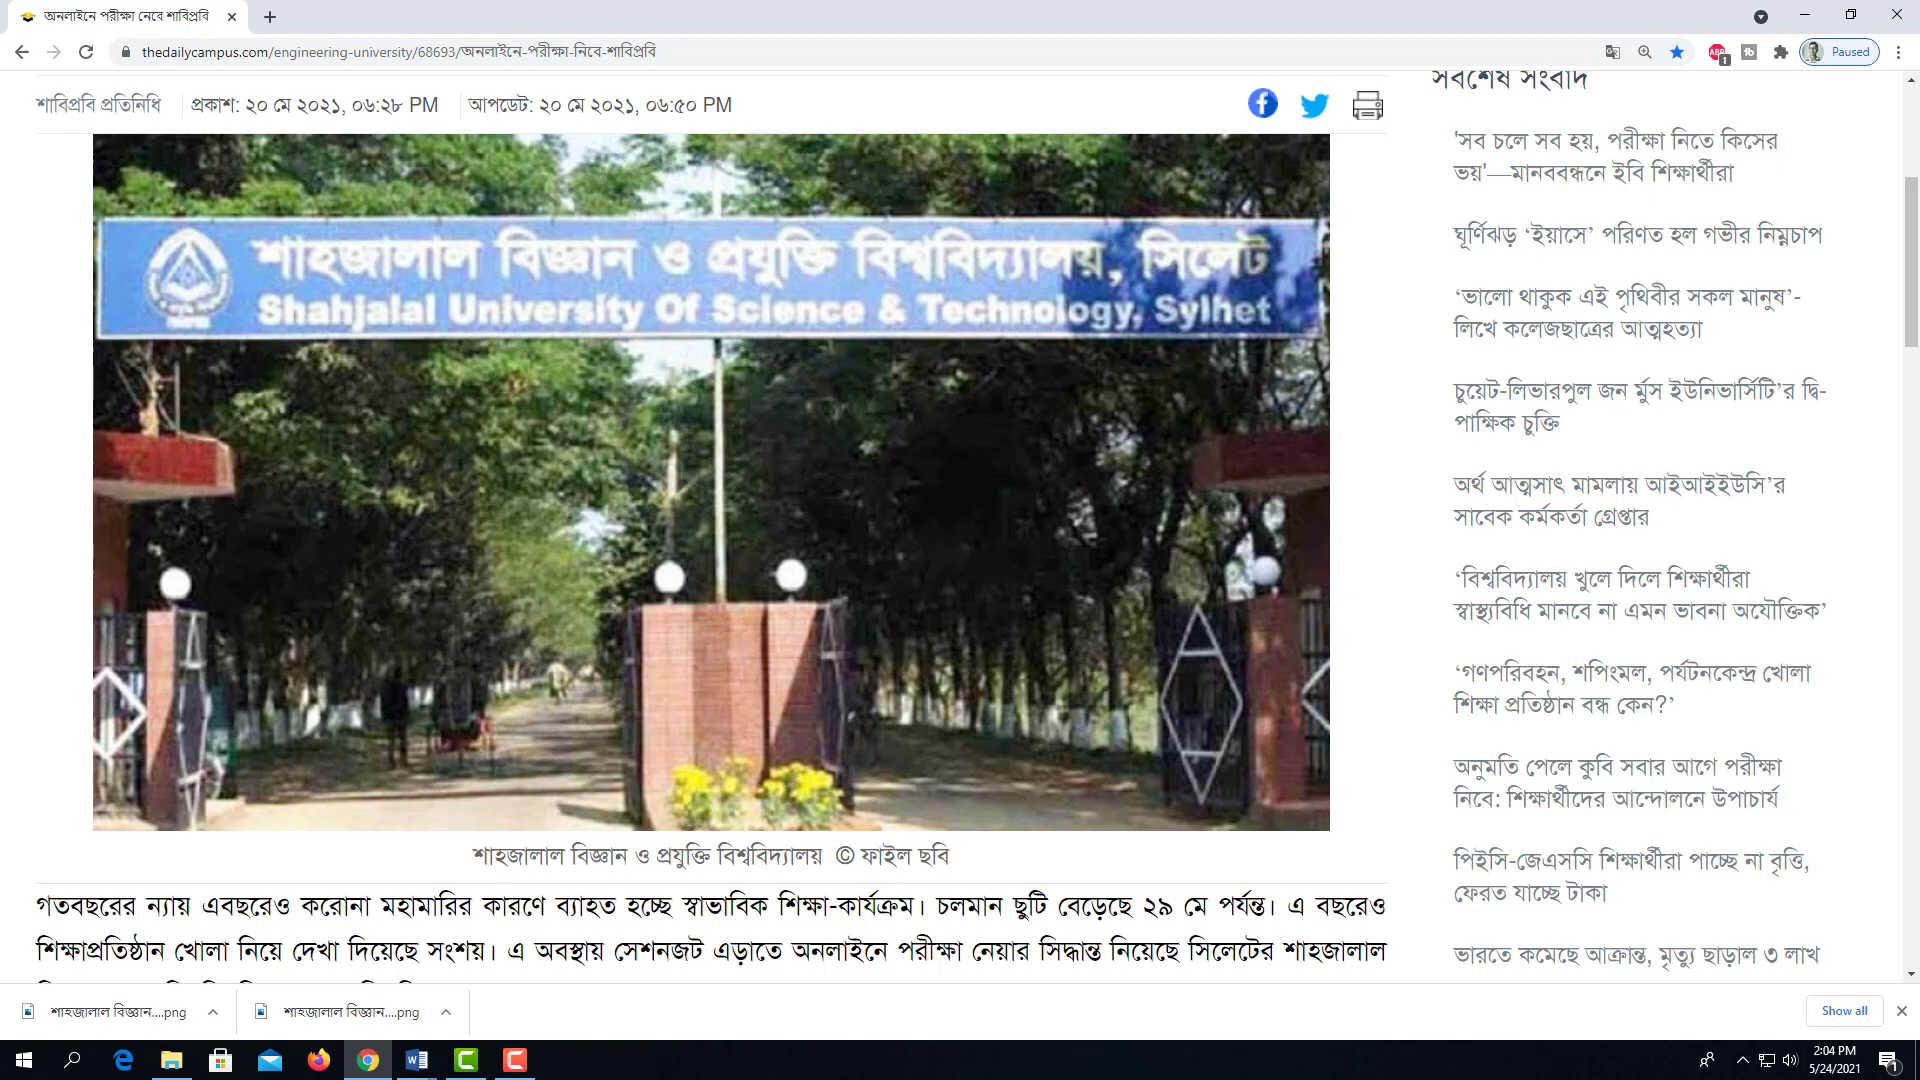 অনলাইনে পরীক্ষা নেবে শাবিপ্রবি
thedailycampus.com/engineering-university/68693/অনলাইনে-পরীক্ষা-নিবে-শাবিপ্রবি
Paused
শাবিপ্রবি প্রতিনিধি
প্রকাশ: ২০ মে ২০২১, ০৬:২৮ PM
আপডেট: ২০ মে ২০২১, ০৬:৫০ PM
শাহজালাল বিজ্ঞান ও প্রযুক্তি বিশ্ববিদ্যালয়, সিলেট
Shahjalal University Of Science & Technology, Sylhet
শাহজালাল বিজ্ঞান ও প্রযুক্তি বিশ্ববিদ্যালয় © ফাইল ছবি
গতবছরের ন্যায় এবছরেও করোনা মহামারির কারণে ব্যাহত হচ্ছে স্বাভাবিক শিক্ষা-কার্যক্রম। চলমান ছুটি বেড়েছে ২৯ মে পর্যন্ত। এ বছরেও
শিক্ষাপ্রতিষ্ঠান খোলা নিয়ে দেখা দিয়েছে সংশয়। এ অবস্থায় সেশনজট এড়াতে অনলাইনে পরীক্ষা নেয়ার সিদ্ধান্ত নিয়েছে সিলেটের শাহজালাল
সর্বশেষ সংবাদ
'সব চলে সব হয়, পরীক্ষা নিতে কিসের
ভয়'—মানববন্ধনে ইবি শিক্ষার্থীরা
ঘূর্ণিঝড় ‘ইয়াসে’ পরিণত হল গভীর নিম্নচাপ
‘ভালো থাকুক এই পৃথিবীর সকল মানুষ’-
লিখে কলেজছাত্রের আত্মহত্যা
চুয়েট-লিভারপুল জন মুর্স ইউনিভার্সিটি’র দ্বি-
পাক্ষিক চুক্তি
অর্থ আত্মসাৎ মামলায় আইআইইউসি’র
সাবেক কর্মকর্তা গ্রেপ্তার
‘বিশ্ববিদ্যালয় খুলে দিলে শিক্ষার্থীরা
স্বাস্থ্যবিধি মানবে না এমন ভাবনা অযৌক্তিক’
‘গণপরিবহন, শপিংমল, পর্যটনকেন্দ্র খোলা
শিক্ষা প্রতিষ্ঠান বন্ধ কেন?’
অনুমতি পেলে কুবি সবার আগে পরীক্ষা
নিবে: শিক্ষার্থীদের আন্দোলনে উপাচার্য
পিইসি-জেএসসি শিক্ষার্থীরা পাচ্ছে না বৃত্তি,
ফেরত যাচ্ছে টাকা
ভারতে কমেছে আক্রান্ত, মৃত্যু ছাড়াল ৩ লাখ
শাহজালাল বিজ্ঞান....png
শাহজালাল বিজ্ঞান....png
Show all
2:04 PM
5/24/2021